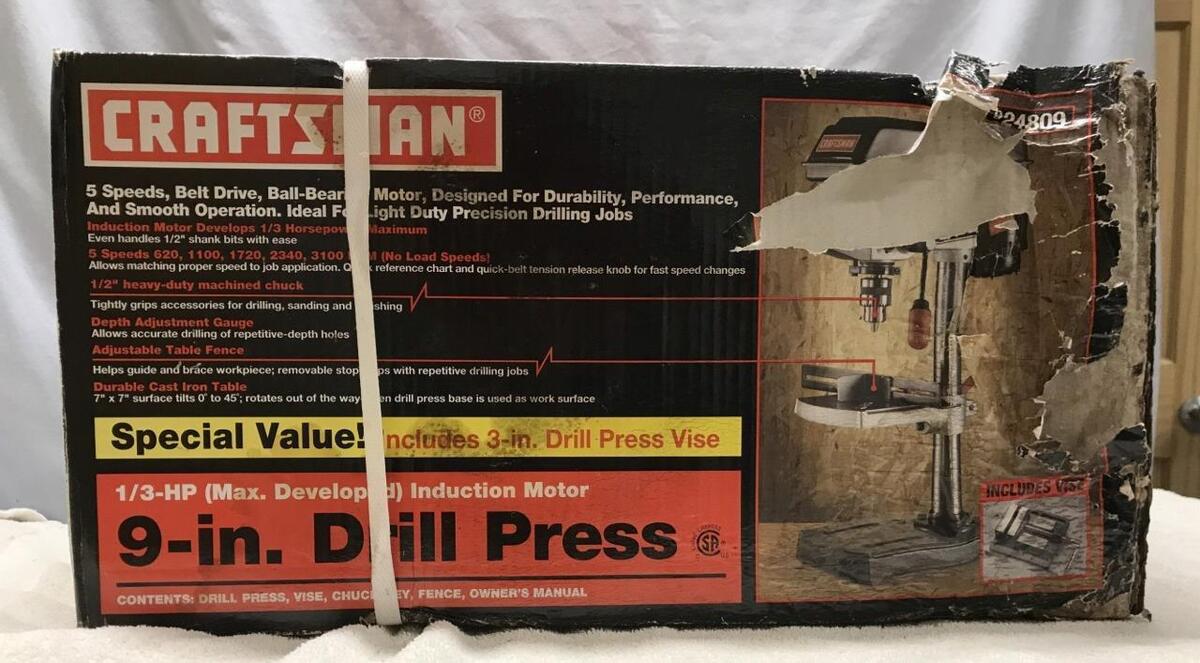 CRAFTSMAN®
5 Speeds, Belt Drive, Ball-Bearing Motor, Designed For Durability, Performance,
And Smooth Operation. Ideal For Light Duty Precision Drilling Jobs
Induction Motor Develops 1/3 Horsepower Maximum
Even handles 1/2" shank bits with ease
5 Speeds 620, 1100, 1720, 2340, 3100 RPM (No Load Speeds)
Allows matching proper speed to job application. Quick reference chart and quick-belt tension release knob for fast speed changes
1/2" heavy-duty machined chuck
Tightly grips accessories for drilling, sanding and polishing
Depth Adjustment Gauge
Allows accurate drilling of repetitive-depth holes
Adjustable Table Fence
Helps guide and brace workpiece; removable stop helps with repetitive drilling jobs
Durable Cast Iron Table
7" x 7" surface tilts 0° to 45°; rotates out of the way when drill press base is used as work surface
Special Value! Includes 3-in. Drill Press Vise
1/3-HP (Max. Developed) Induction Motor
9-in. Drill Press
CONTENTS: DRILL PRESS, VISE, CHUCK KEY, FENCE, OWNER'S MANUAL
24809
CRAFTSMAN
INCLUDES VISE